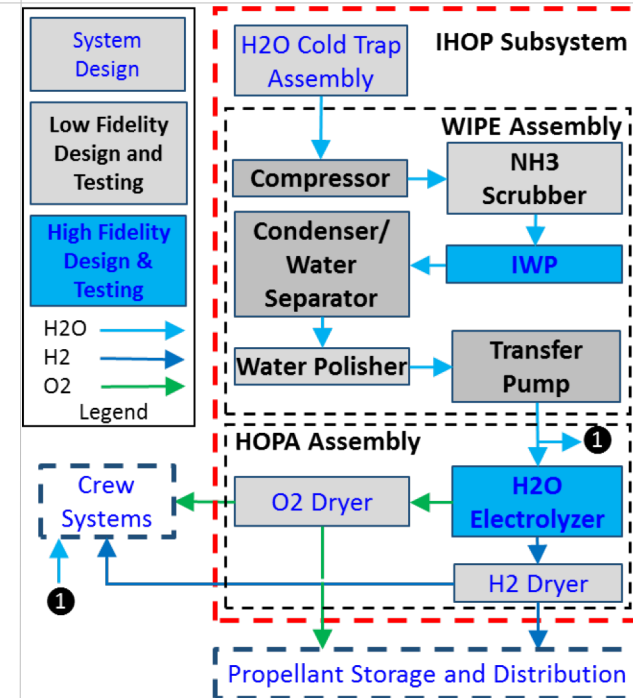 System
Design
Low Fidelity
Design and
Testing
High Fidelity
Design &
Testing
H2O
H2
O2
Legend
IHOP Subsystem
H2O Cold Trap
Assembly
WIPE Assembly
Compressor
NH3
Scrubber
Condenser/
Water
Separator
IWP
Water Polisher
Transfer
Pump
1
HOPA Assembly
Crew
Systems
O2 Dryer
H2O
Electrolyzer
1
H2 Dryer
Propellant Storage and Distribution